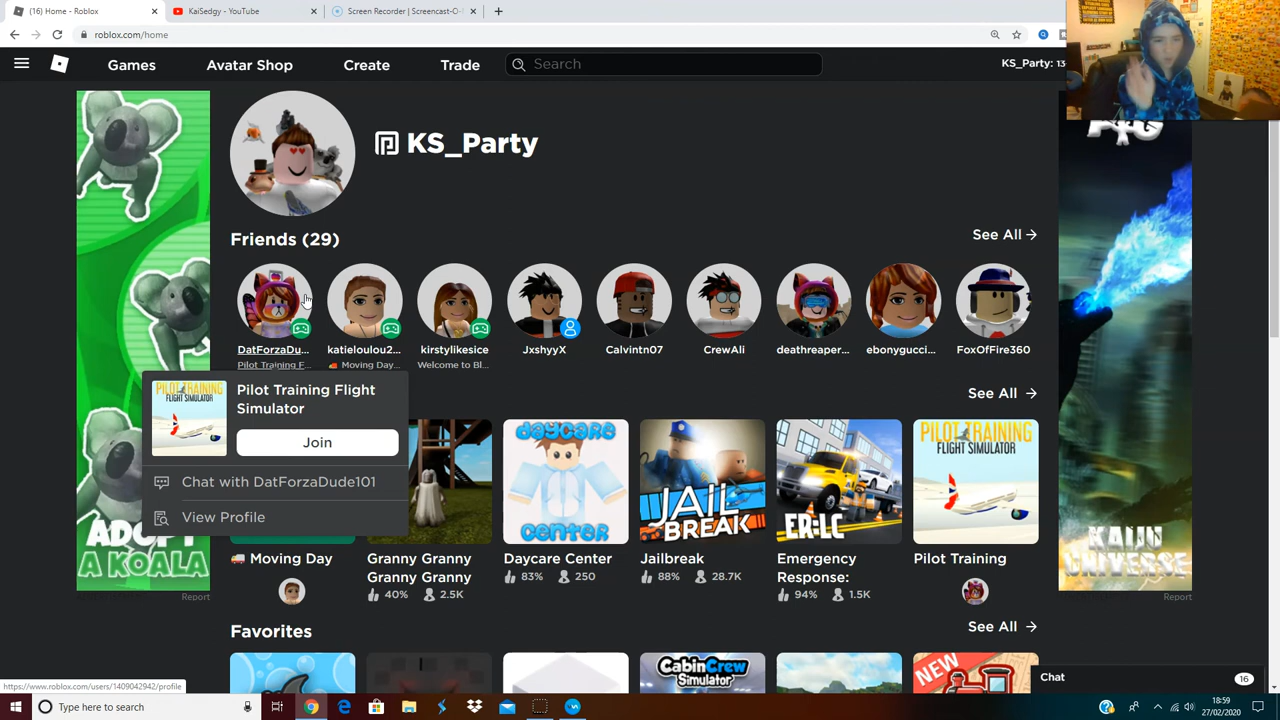 (16) Home - Roblox
KaiSedgy - YouTube
Screen Recorder | Screencast-O-
roblox.com/home
Games
Avatar Shop
Create
Trade
Search
KS_Party: 13
KS_Party
Friends (29)
See All
DatForzaDu...
katieloulou2...
kirstylikesice
JxshyyX
Calvintn07
CrewAli
deathreaper...
ebonygucci...
FoxOfFire360
Pilot Training F...
Moving Day...
Welcome to Bl...
PILOT TRAINING
FLIGHT SIMULATOR
Pilot Training Flight
Simulator
Join
Chat with DatForzaDude101
View Profile
See All
DAYCARE
CENTER
JAIL
BREAK
ER:LC
PILOT TRAINING
FLIGHT SIMULATOR
Moving Day
Granny Granny
Granny Granny
40% 2.5K
Daycare Center
83% 250
Jailbreak
88% 28.7K
Emergency
Response:
94% 1.5K
Pilot Training
ADOPT
A KOALA
Report
KAIJU
UNIVERSE
Report
Favorites
See All
CABIN CREW
SIMULATOR
NEW
Chat
16
https://www.roblox.com/users/1409042942/profile
Type here to search
18:59
27/02/2020